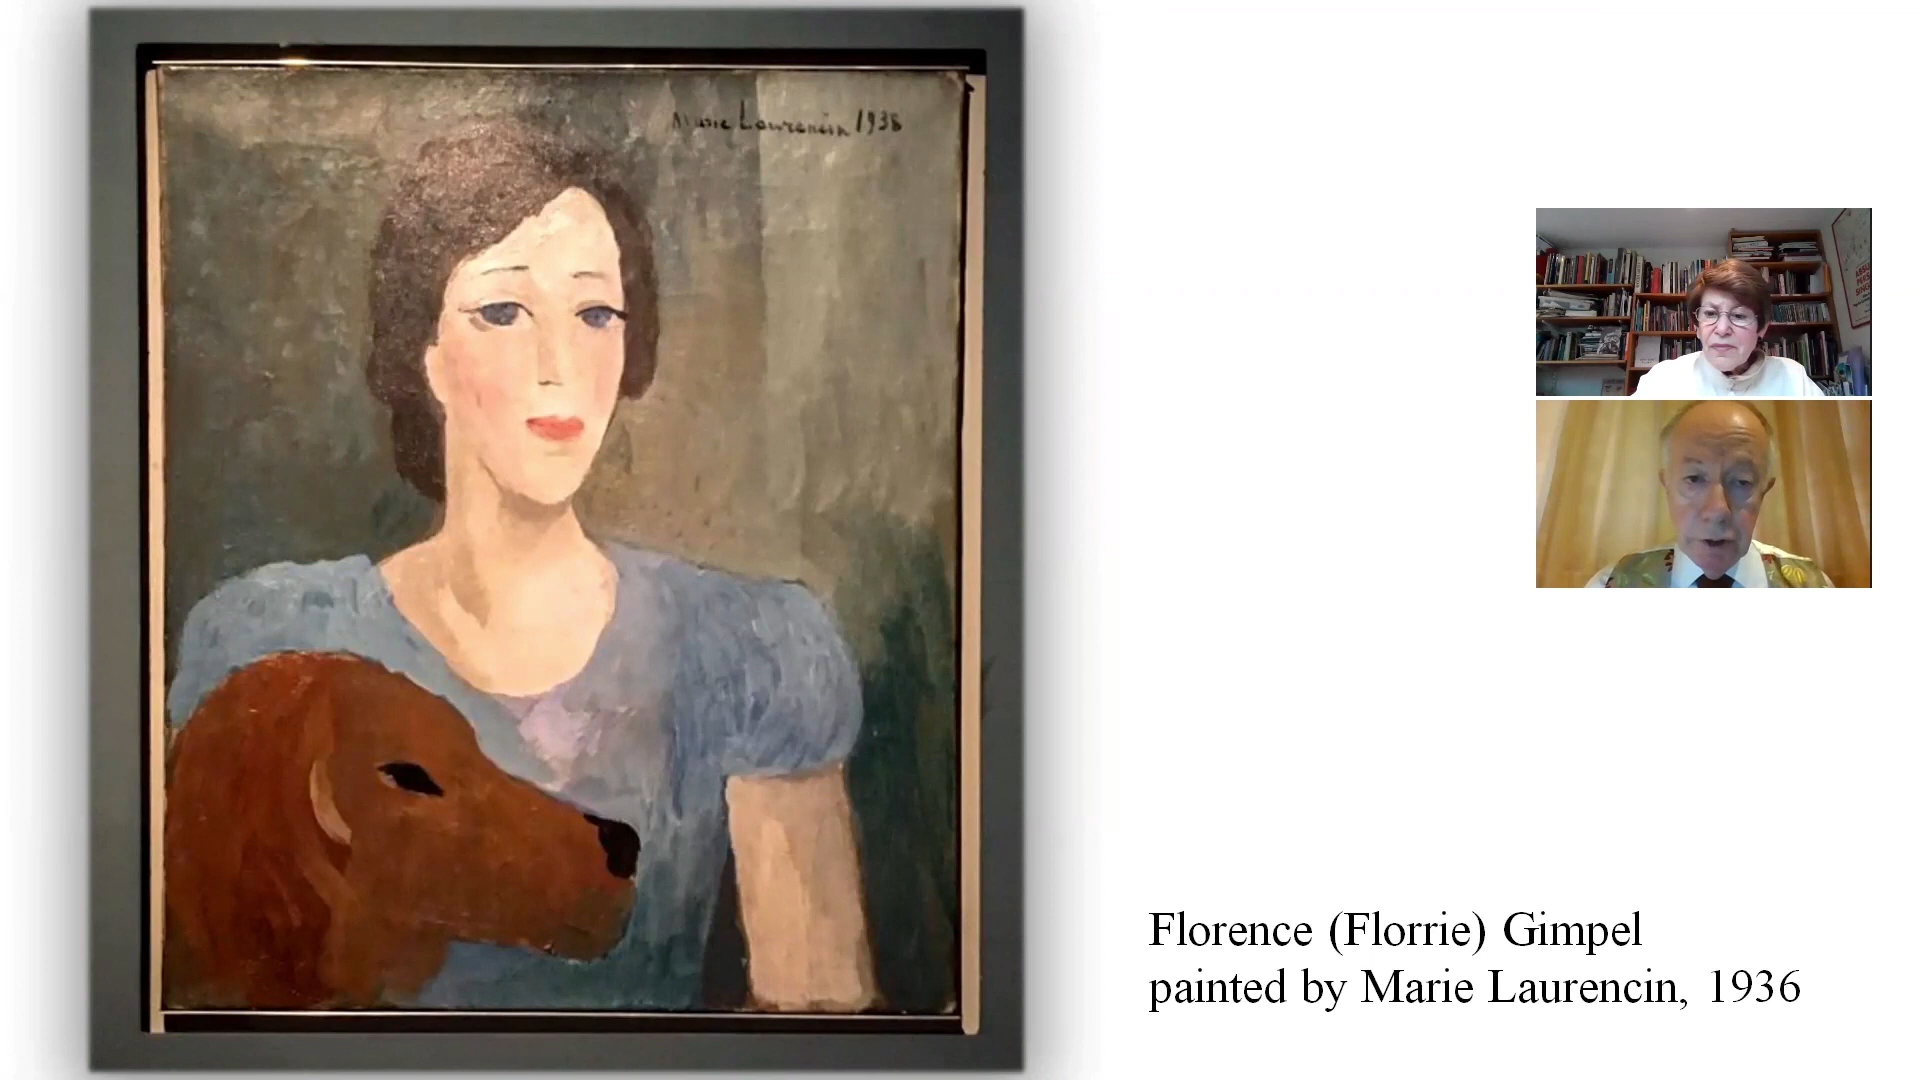 Marie Laurencin 1936
Florence (Florrie) Gimpel
painted by Marie Laurencin, 1936